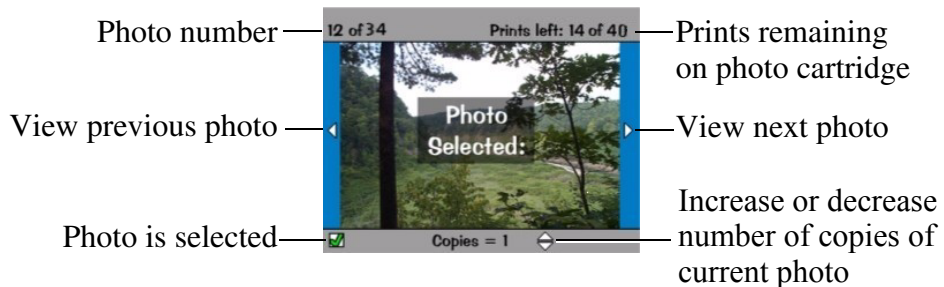 Photo number
12 of 34
Prints left: 14 of 40
Prints remaining
on photo cartridge
View previous photo
Photo
Selected:
View next photo
Photo is selected
Copies = 1
Increase or decrease
number of copies of
current photo